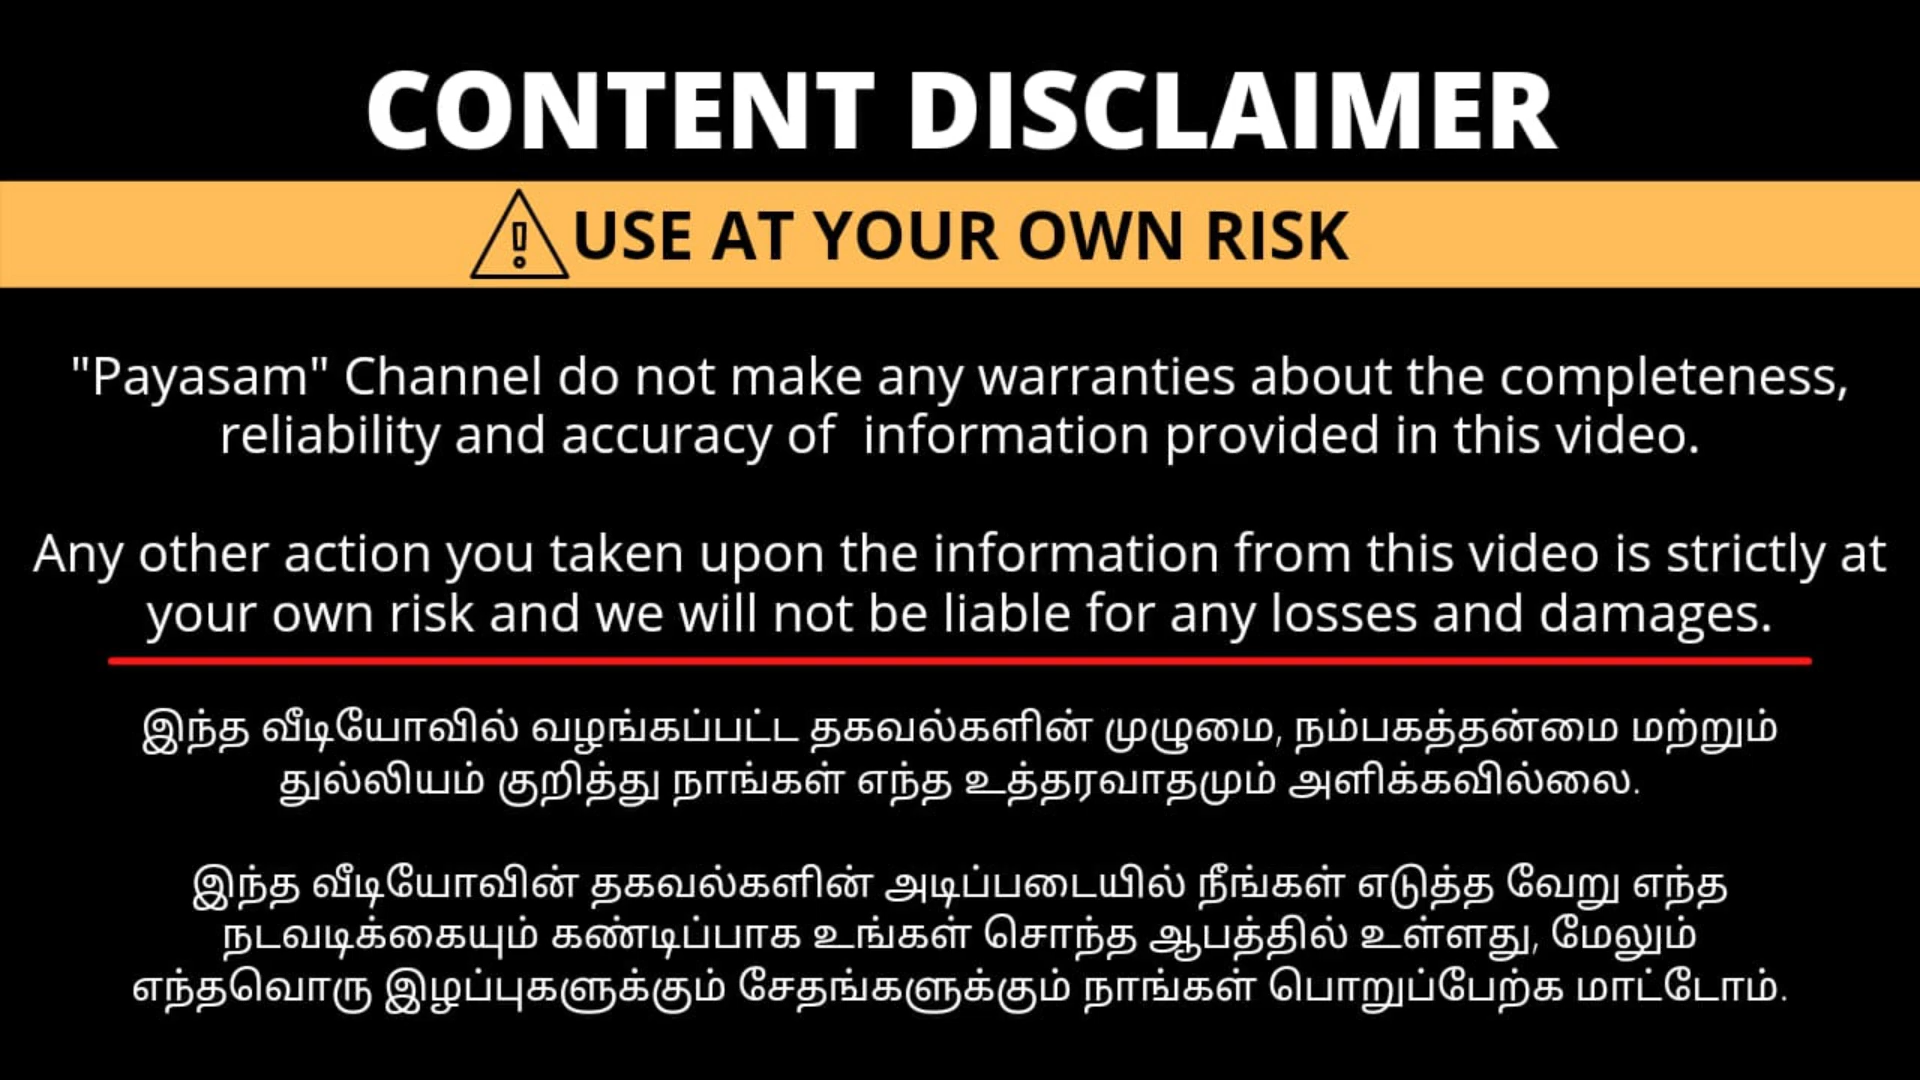 CONTENT DISCLAIMER
USE AT YOUR OWN RISK
"Payasam" Channel do not make any warranties about the completeness,
reliability and accuracy of information provided in this video.
Any other action you taken upon the information from this video is strictly at
your own risk and we will not be liable for any losses and damages.
இந்த வீடியோவில் வழங்கப்பட்ட தகவல்களின் முழுமை, நம்பகத்தன்மை மற்றும்
துல்லியம் குறித்து நாங்கள் எந்த உத்தரவாதமும் அளிக்கவில்லை.
இந்த வீடியோவின் தகவல்களின் அடிப்படையில் நீங்கள் எடுத்த வேறு எந்த
நடவடிக்கையும் கண்டிப்பாக உங்கள் சொந்த ஆபத்தில் உள்ளது, மேலும்
எந்தவொரு இழப்புகளுக்கும் சேதங்களுக்கும் நாங்கள் பொறுப்பேற்க மாட்டோம்.